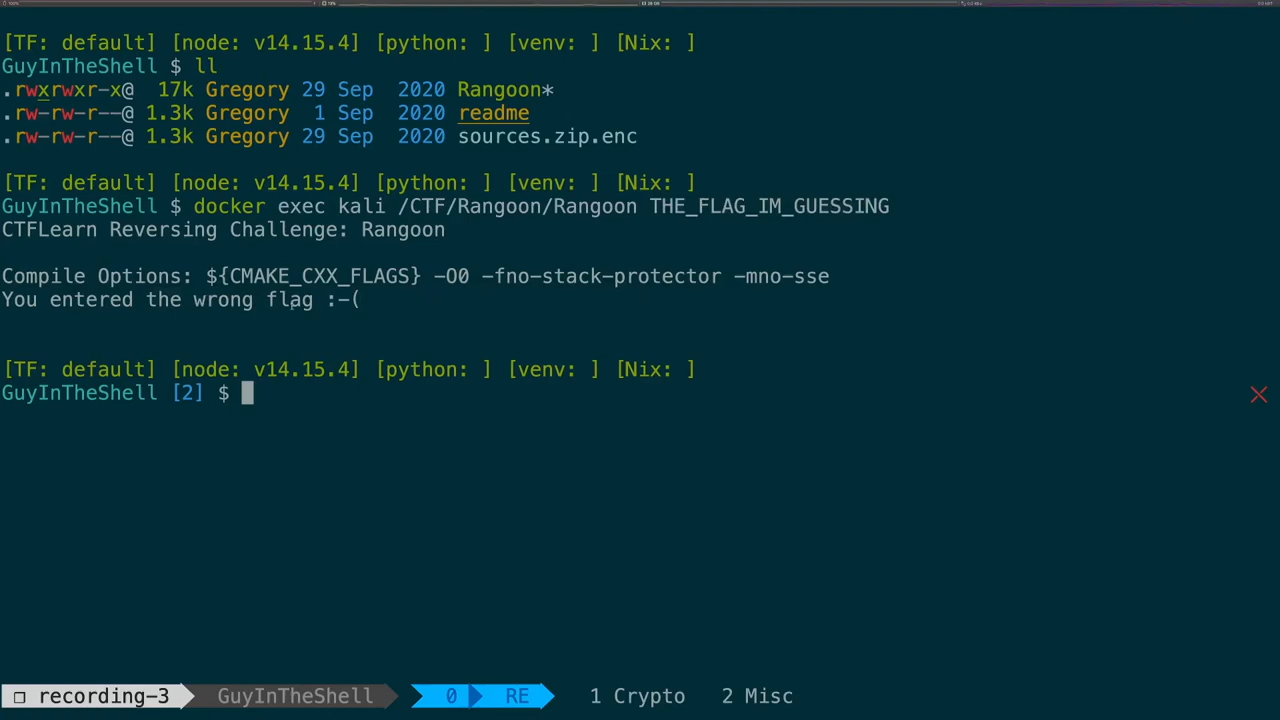 [TF: default] [node: v14.15.4] [python: ] [venv: ] [Nix: ]
GuyInTheShell $ ll
.rwxrwxr-x@  17k Gregory 29 Sep  2020 Rangoon*
.rw-rw-r--@ 1.3k Gregory  1 Sep  2020 readme
.rw-rw-r--@ 1.3k Gregory 29 Sep  2020 sources.zip.enc
[TF: default] [node: v14.15.4] [python: ] [venv: ] [Nix: ]
GuyInTheShell $ docker exec kali /CTF/Rangoon/Rangoon THE_FLAG_IM_GUESSING
CTFLearn Reversing Challenge: Rangoon
Compile Options: ${CMAKE_CXX_FLAGS} -O0 -fno-stack-protector -mno-sse
You entered the wrong flag :-(
[TF: default] [node: v14.15.4] [python: ] [venv: ] [Nix: ]
GuyInTheShell [2] $
recording-3 GuyInTheShell 0 RE 1 Crypto 2 Misc